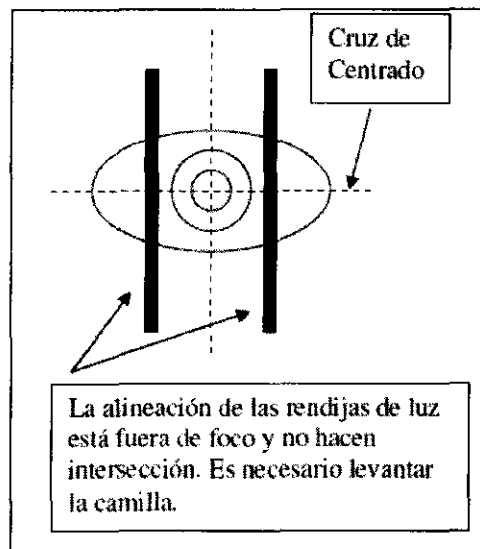 Cruz de
Centrado
La alineación de las rendijas de luz
está fuera de foco y no hacen
intersección. Es necesario levantar
la camilla.